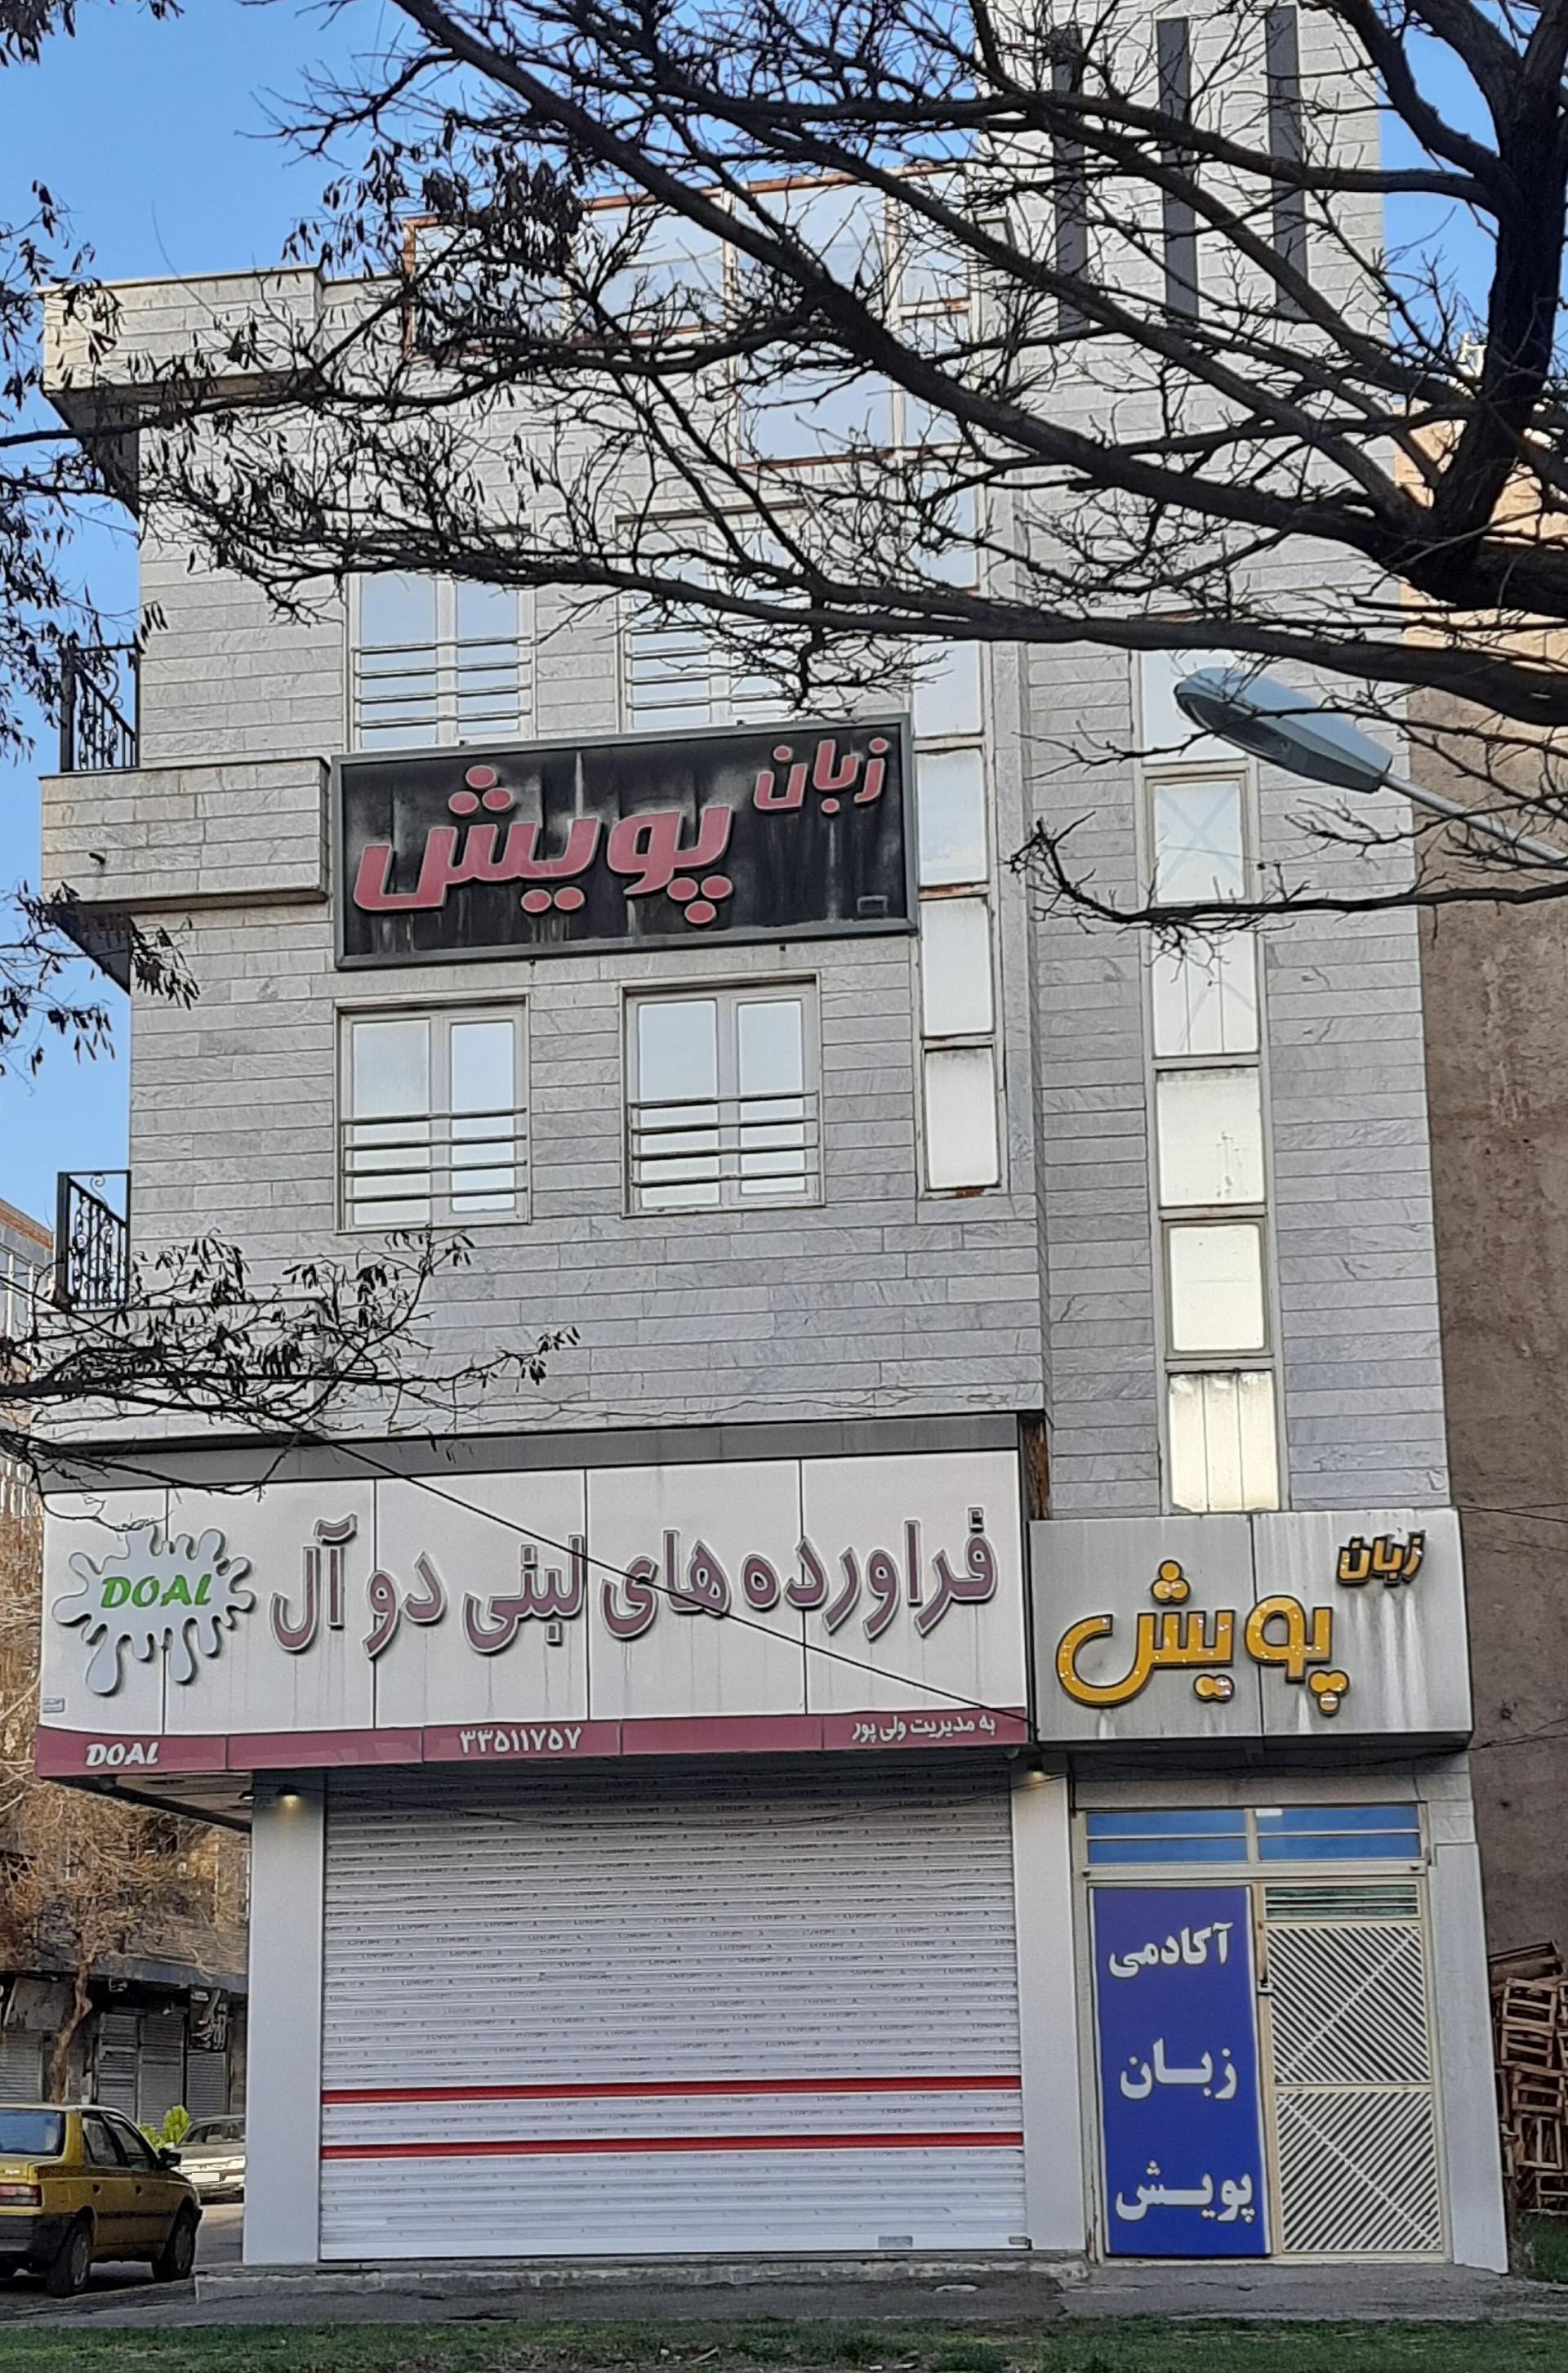 زبان
پویش
فراورده های لبنی دو آل
DOAL
به مدیریت ولی پور
۳۳۵۱۱۷۵۷
DOAL
زبان
پویش
آکادمی
زبان
پویش